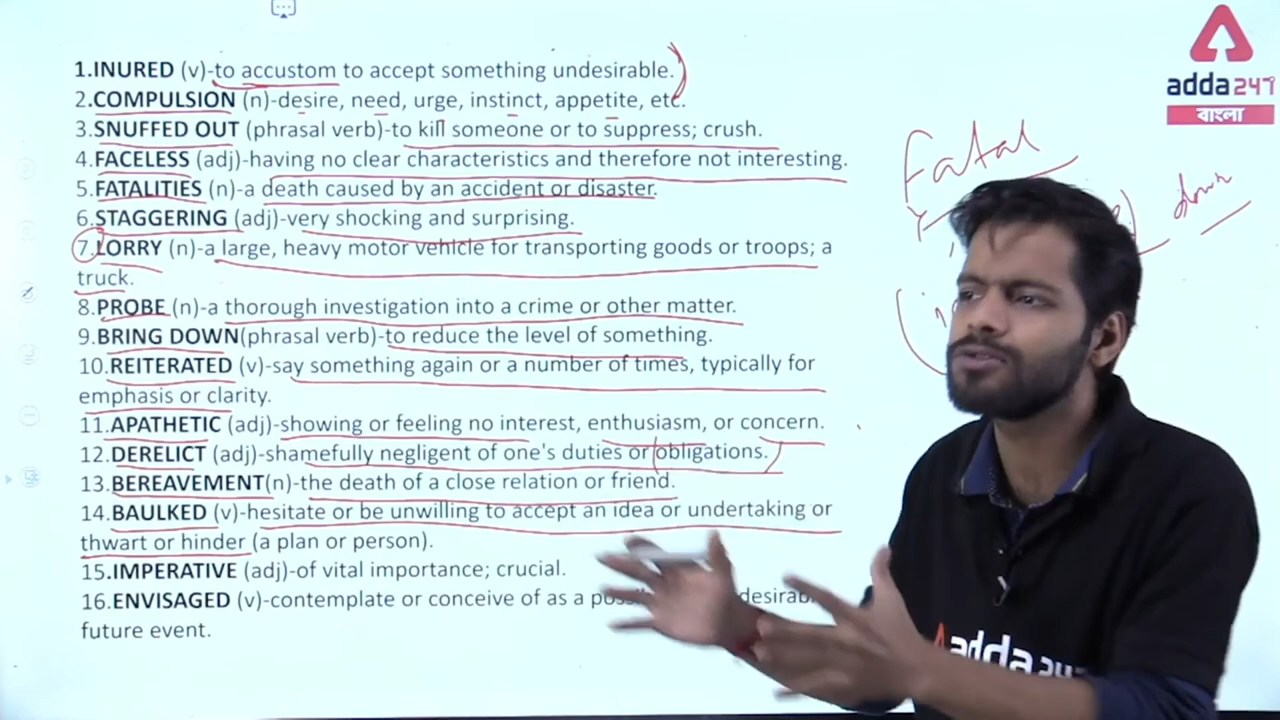 1.INURED (v)-to accustom to accept something undesirable.
2.COMPULSION (n)-desire, need, urge, instinct, appetite, etc.
3.SNUFFED OUT (phrasal verb)-to kill someone or to suppress; crush.
4.FACELESS (adj)-having no clear characteristics and therefore not interesting.
5.FATALITIES (n)-a death caused by an accident or disaster.
6.STAGGERING (adj)-very shocking and surprising.
7.LORRY (n)-a large, heavy motor vehicle for transporting goods or troops; a
truck.
8.PROBE (n)-a thorough investigation into a crime or other matter.
9.BRING DOWN(phrasal verb)-to reduce the level of something.
10.REITERATED (v)-say something again or a number of times, typically for
emphasis or clarity.
11.APATHETIC (adj)-showing or feeling no interest, enthusiasm, or concern.
12.DERELICT (adj)-shamefully negligent of one's duties or obligations.
13.BEREAVEMENT(n)-the death of a close relation or friend.
14.BAULKED (v)-hesitate or be unwilling to accept an idea or undertaking or
thwart or hinder (a plan or person).
15.IMPERATIVE (adj)-of vital importance; crucial.
16.ENVISAGED (v)-contemplate or conceive of as a
future event.
adda247
বাংলা
Fatal
down
adda